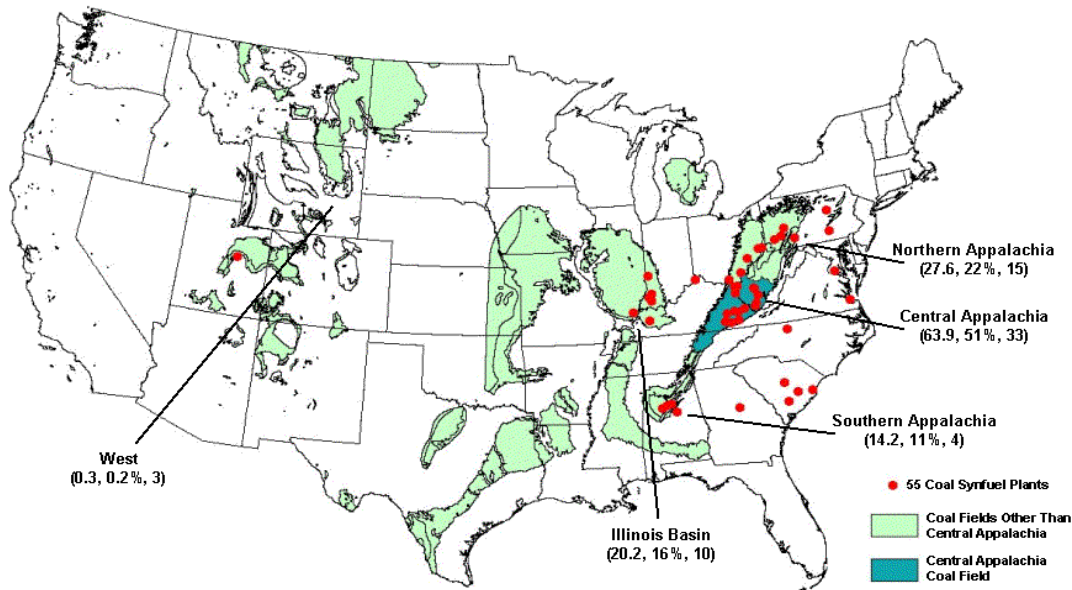 Northern Appalachia
(27.6, 22%, 15)
Central Appalachia
(63.9, 51%, 33)
Southern Appalachia
(14.2, 11%, 4)
West
(0.3, 0.2%, 3)
Illinois Basin
(20.2, 16%, 10)
55 Coal Synfuel Plants
Coal Fields Other Than
Central Appalachia
Central Appalachia
Coal Field